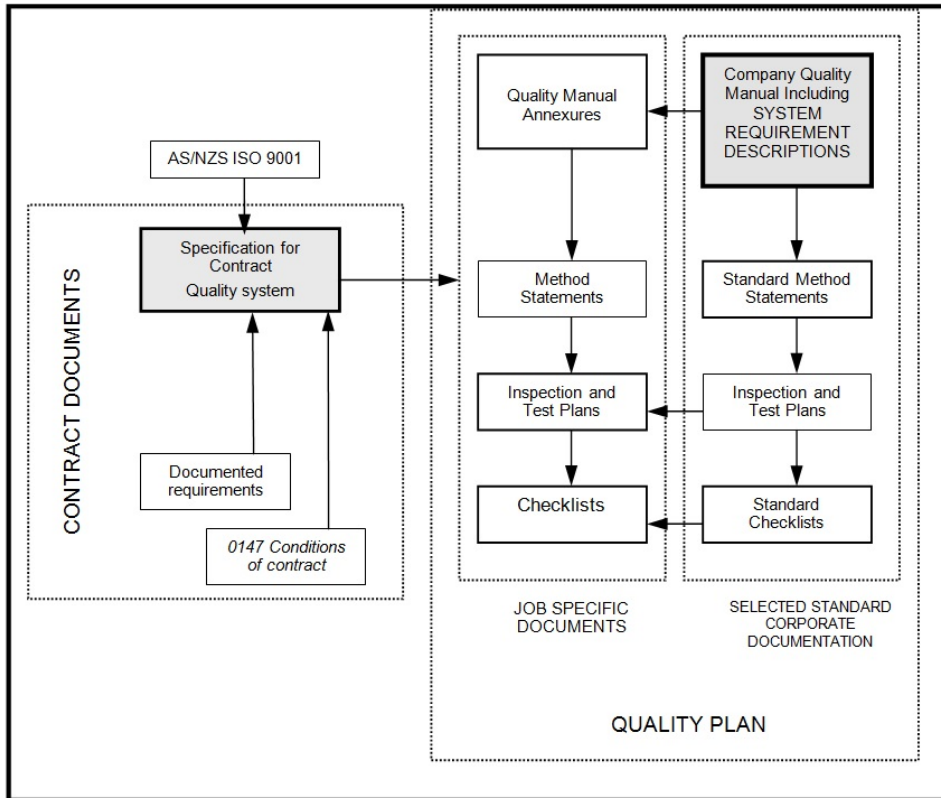 Quality Manual
Annexures
Company Quality
Manual Including
SYSTEM
REQUIREMENT
DESCRIPTIONS
AS/NZS ISO 9001
CONTRACT DOCUMENTS
Specification for
Contract
Quality system
Method
Statements
Standard Method
Statements
Inspection and
Test Plans
Inspection and
Test Plans
Documented
requirements
Checklists
Standard
Checklists
0147 Conditions
of contract
JOB SPECIFIC
DOCUMENTS
SELECTED STANDARD
CORPORATE
DOCUMENTATION
QUALITY PLAN